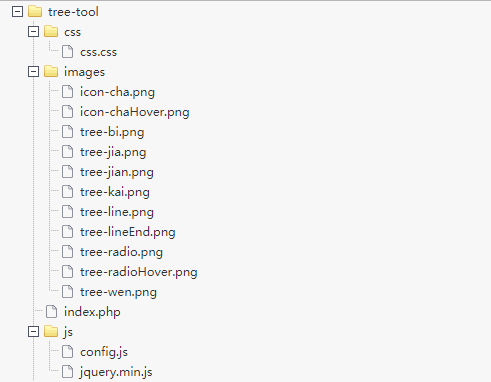 tree-tool
css
css.css
images
icon-cha.png
icon-chaHover.png
tree-bi.png
tree-jia.png
tree-jian.png
tree-kai.png
tree-line.png
tree-lineEnd.png
tree-radio.png
tree-radioHover.png
tree-wen.png
index.php
js
config.js
jquery.min.js